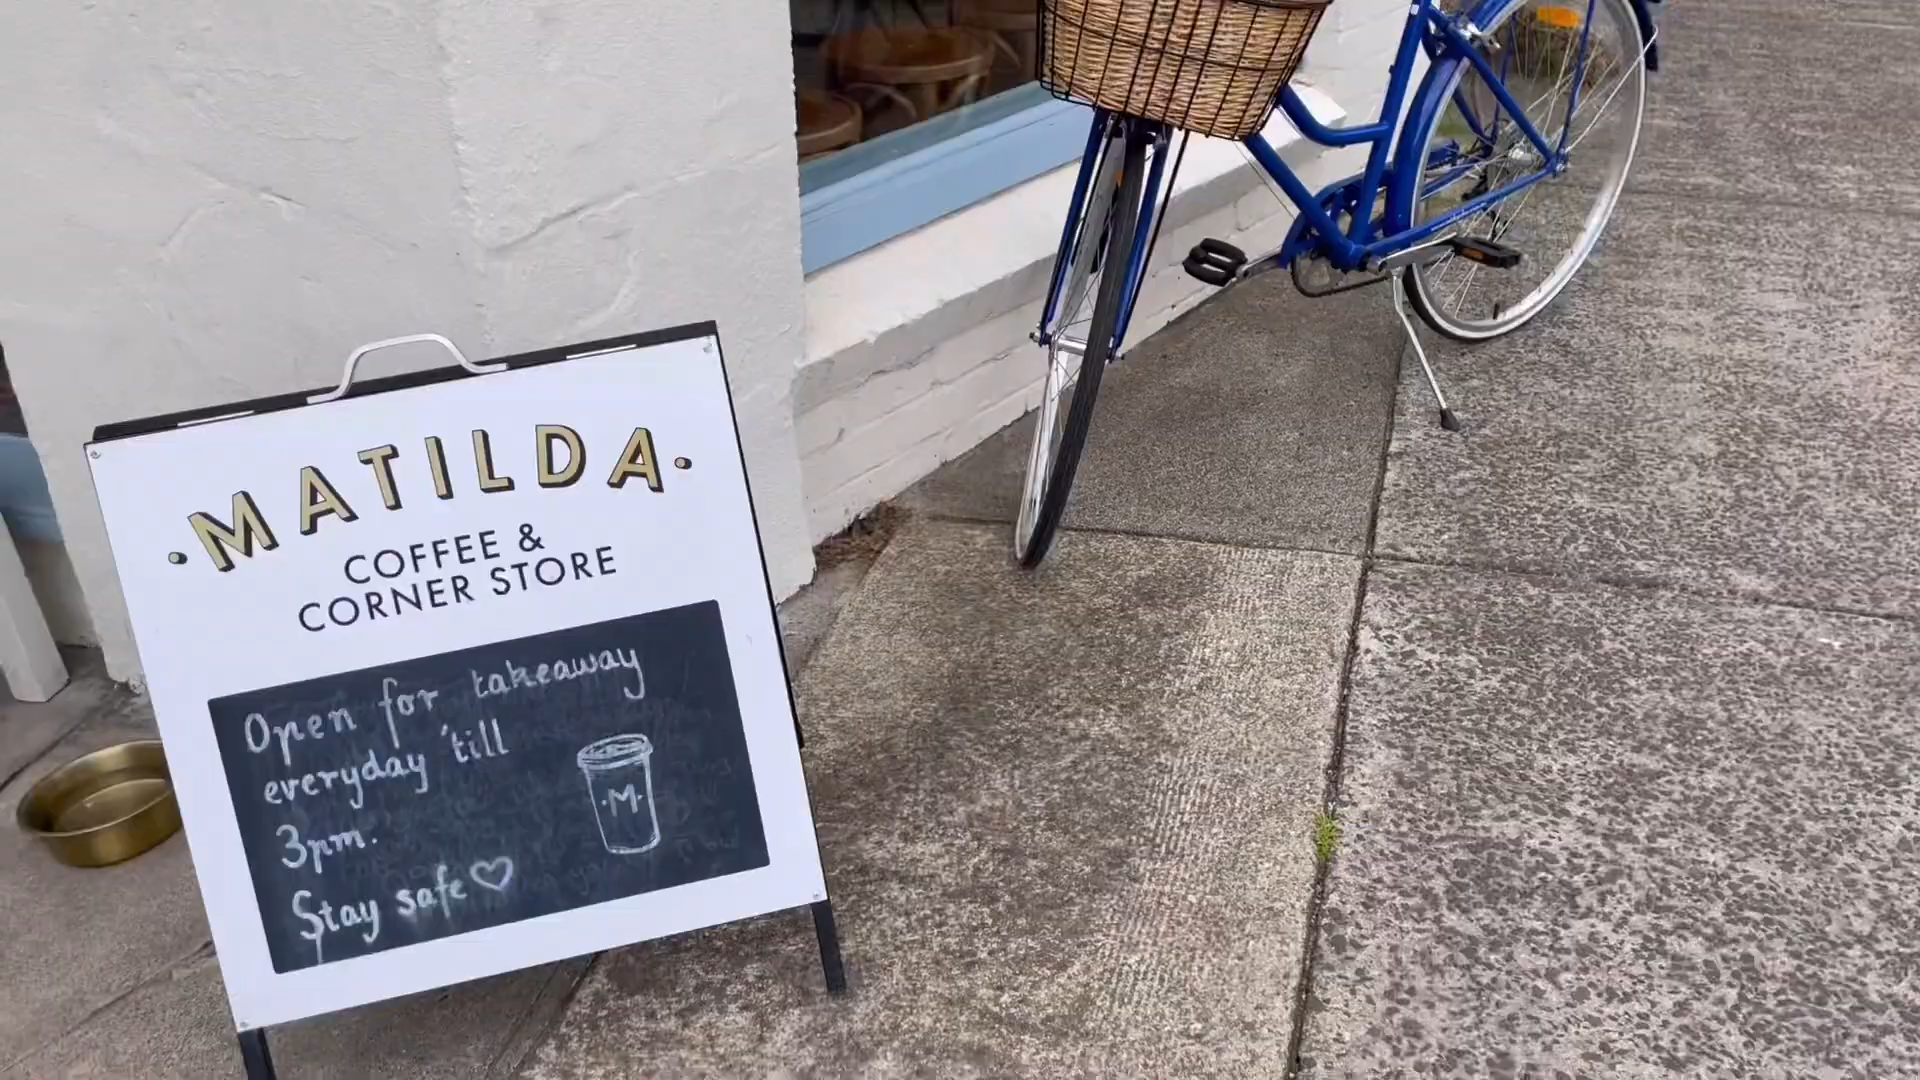 ·MATILDA·
COFFEE &
CORNER STORE
Open for takeaway
everyday 'till
3pm.
Stay safe♡
·M·